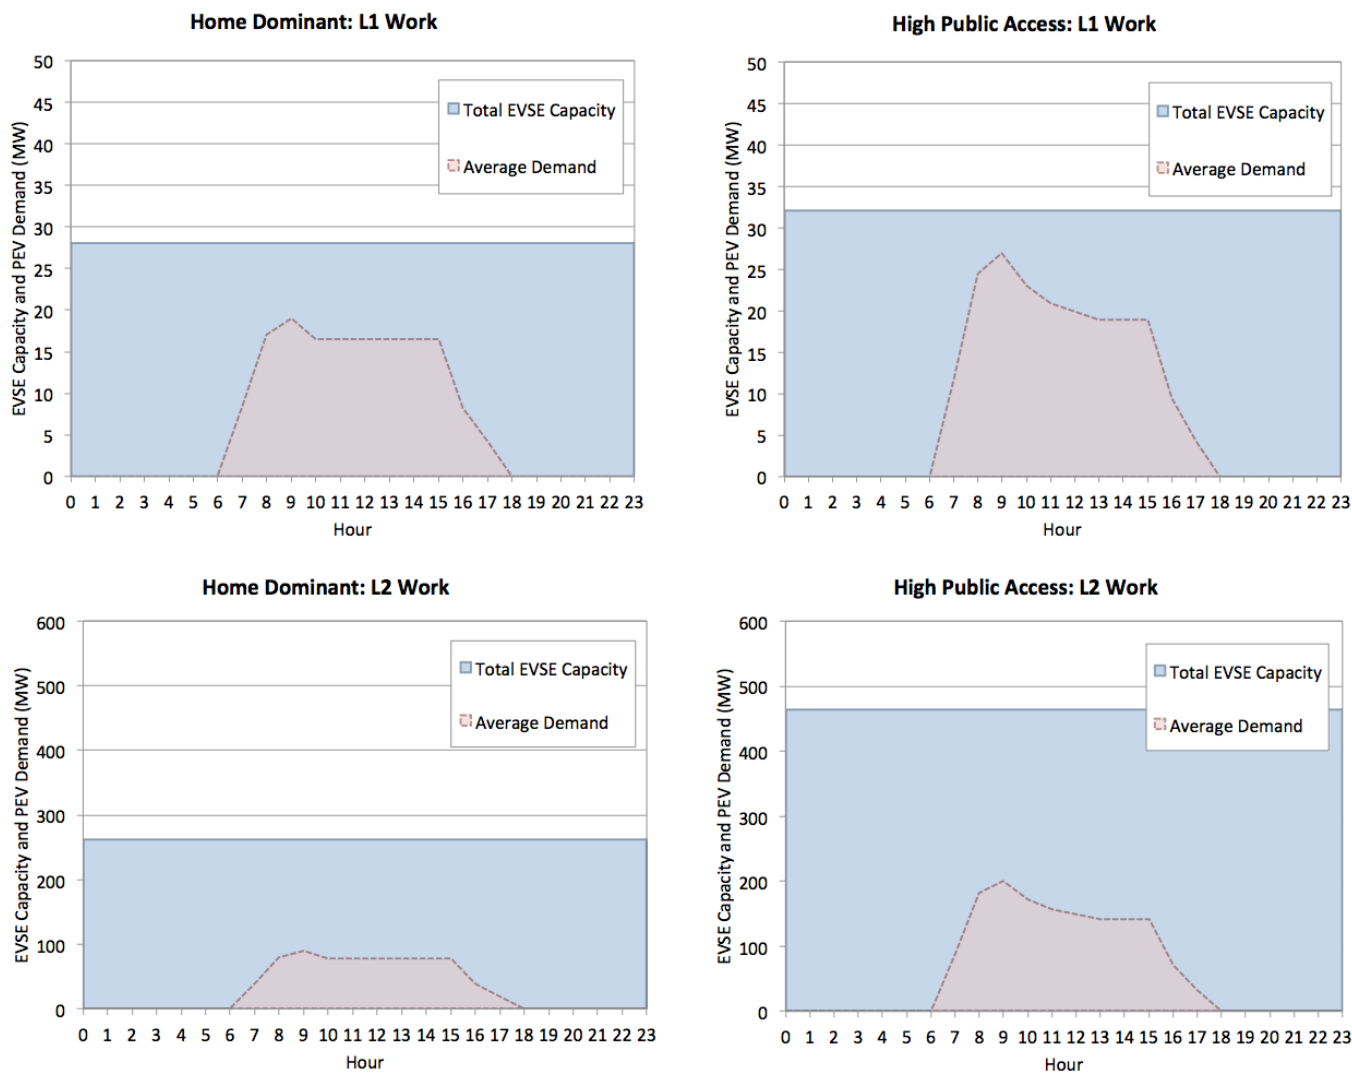 Home Dominant: L1 Work
EVSE Capacity and PEV Demand (MW)
50
45
40
35
30
25
20
15
10
5
0
Total EVSE Capacity
Average Demand
0 1 2 3 4 5 6 7 8 9 10 11 12 13 14 15 16 17 18 19 20 21 22 23
Hour
High Public Access: L1 Work
EVSE Capacity and PEV Demand (MW)
50
45
40
35
30
25
20
15
10
5
0
Total EVSE Capacity
Average Demand
0 1 2 3 4 5 6 7 8 9 10 11 12 13 14 15 16 17 18 19 20 21 22 23
Hour
Home Dominant: L2 Work
EVSE Capacity and PEV Demand (MW)
600
500
400
300
200
100
0
Total EVSE Capacity
Average Demand
0 1 2 3 4 5 6 7 8 9 10 11 12 13 14 15 16 17 18 19 20 21 22 23
Hour
High Public Access: L2 Work
EVSE Capacity and PEV Demand (MW)
600
500
400
300
200
100
0
Total EVSE Capacity
Average Demand
0 1 2 3 4 5 6 7 8 9 10 11 12 13 14 15 16 17 18 19 20 21 22 23
Hour